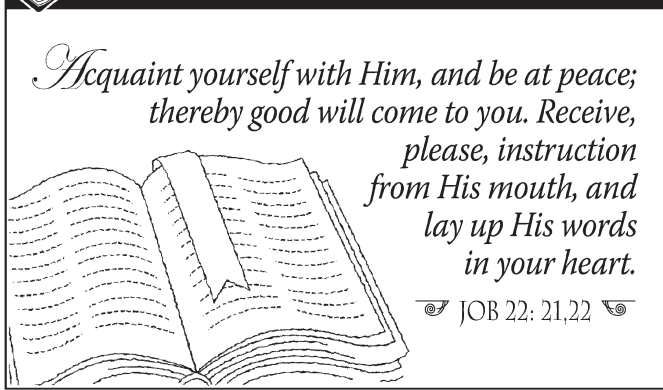 Acquaint yourself with Him, and be at peace;
thereby good will come to you. Receive,
please, instruction
from His mouth, and
lay up His words
in your heart.
JOB 22: 21,22